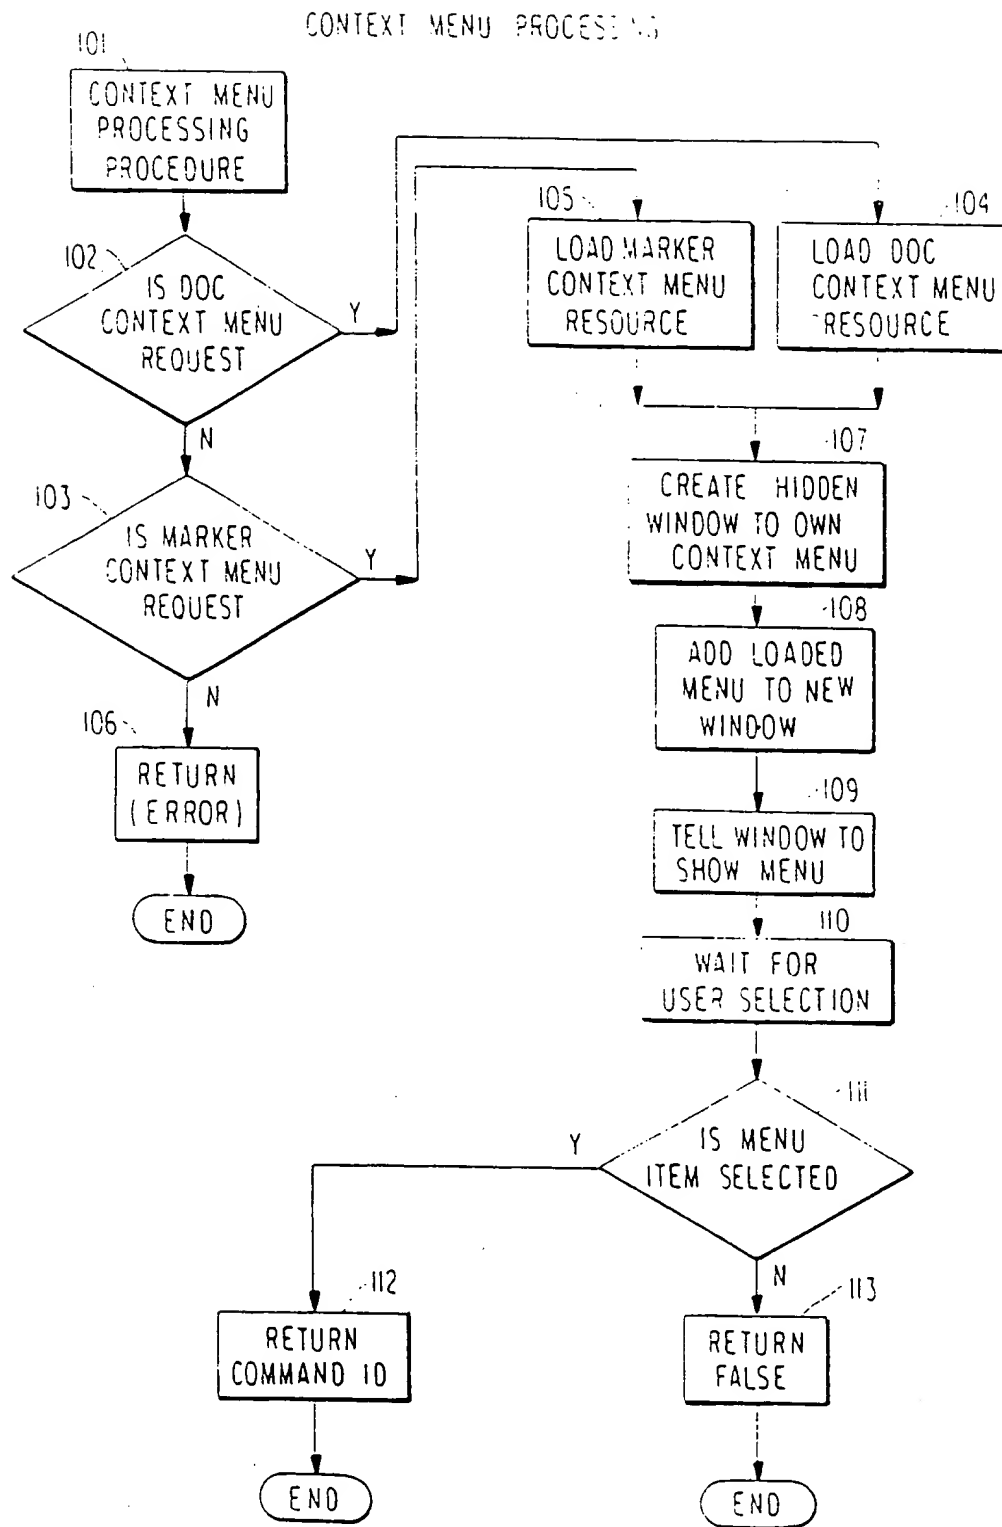 CONTEXT MENU PROCESSING
101
CONTEXT MENU
PROCESSING
PROCEDURE
102
IS DOC
CONTEXT MENU
REQUEST
Y
N
103
IS MARKER
CONTEXT MENU
REQUEST
Y
N
106
RETURN
(ERROR)
END
105
LOAD MARKER
CONTEXT MENU
RESOURCE
104
LOAD DOC
CONTEXT MENU
RESOURCE
107
CREATE HIDDEN
WINDOW TO OWN
CONTEXT MENU
108
ADD LOADED
MENU TO NEW
WINDOW
109
TELL WINDOW TO
SHOW MENU
110
WAIT FOR
USER SELECTION
111
IS MENU
ITEM SELECTED
Y
N
112
RETURN
COMMAND ID
END
113
RETURN
FALSE
END